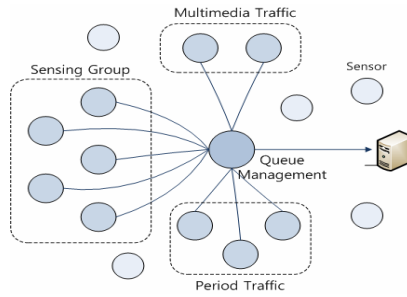 Multimedia Traffic
Sensing Group
Sensor
Queue
Management
Period Traffic